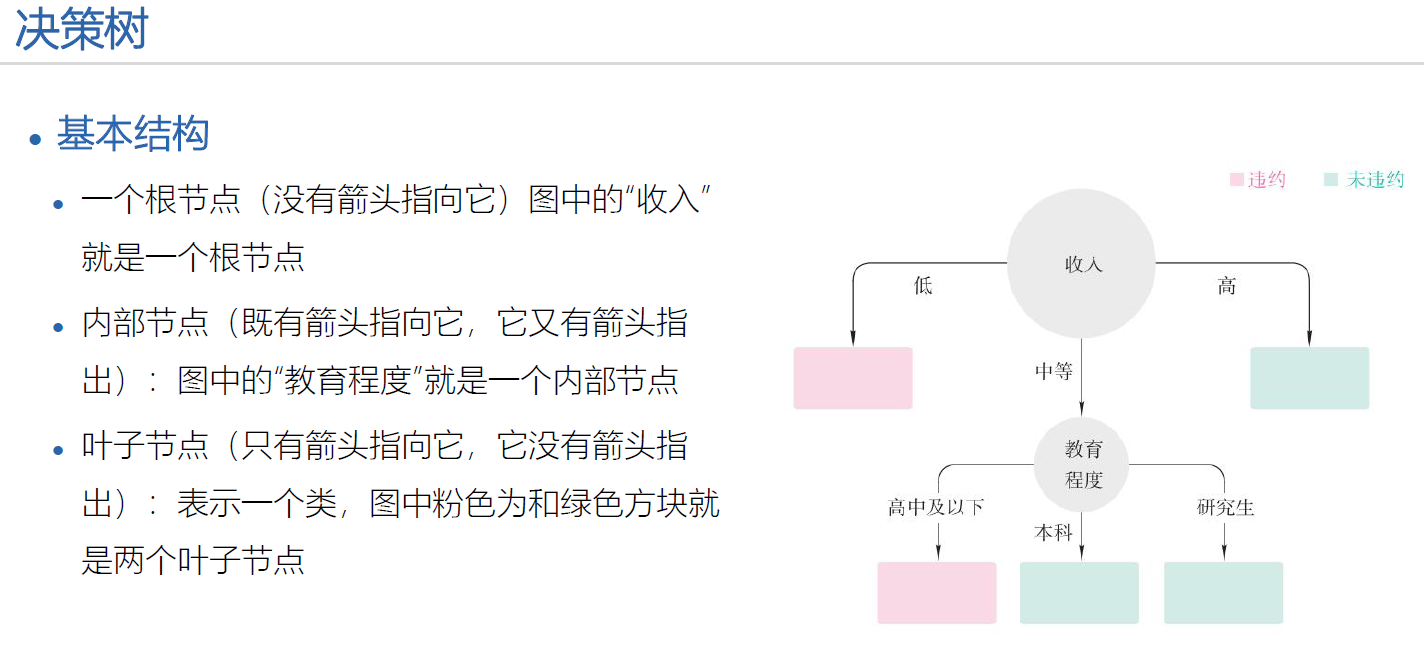 决策树
基本结构
一个根节点（没有箭头指向它）图中的“收入”
就是一个根节点
内部节点（既有箭头指向它，它又有箭头指
出）：图中的“教育程度”就是一个内部节点
叶子节点（只有箭头指向它，它没有箭头指
出）：表示一个类，图中粉色为和绿色方块就
是两个叶子节点
违约
未违约
收入
低
高
中等
教育
程度
高中及以下
本科
研究生